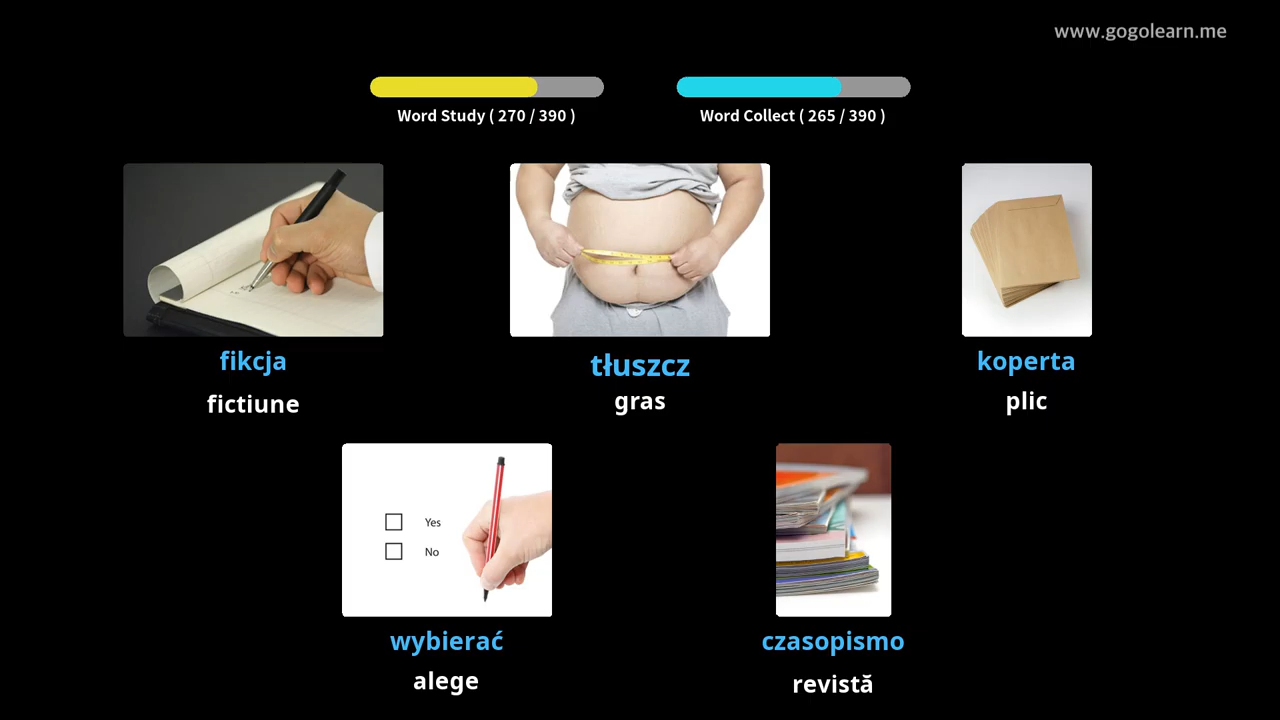 www.gogolearn.me
Word Study ( 270 / 390 )
Word Collect ( 265 / 390 )
fikcja
fictiune
tłuszcz
gras
koperta
plic
Yes
No
wybierać
alege
czasopismo
revistă